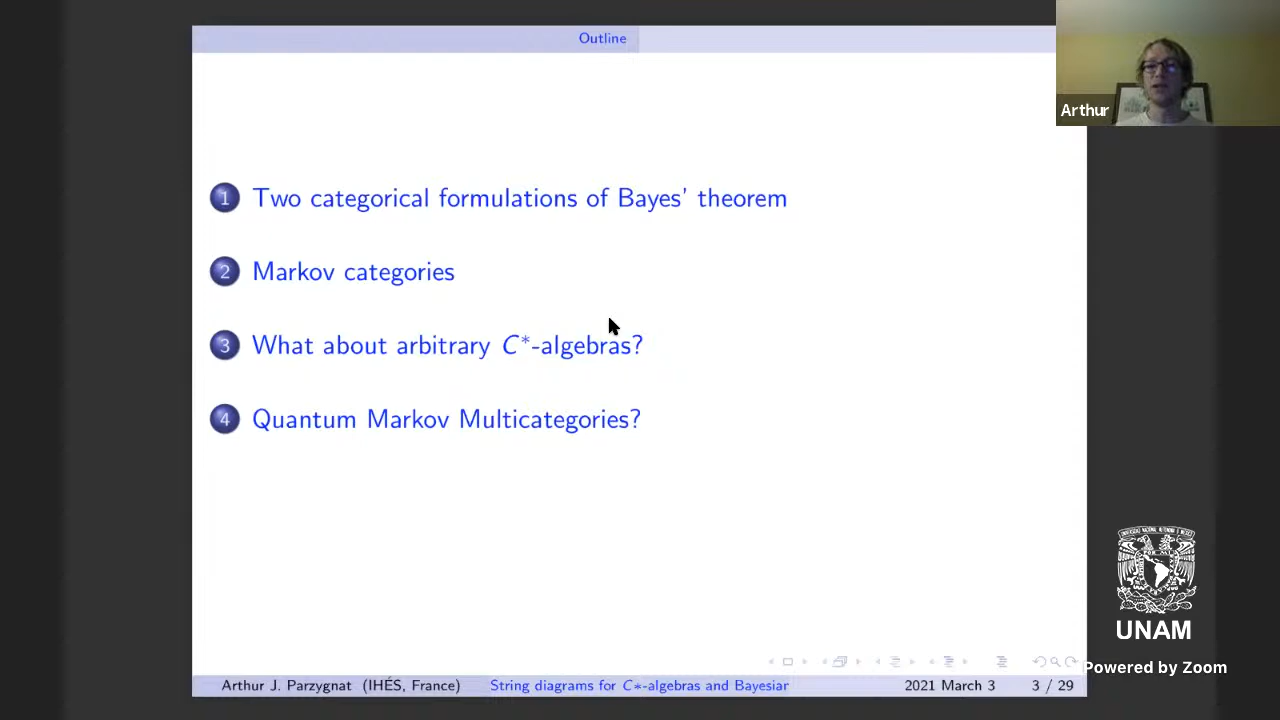 Outline
Arthur
1 Two categorical formulations of Bayes' theorem
2 Markov categories
3 What about arbitrary C*-algebras?
4 Quantum Markov Multicategories?
UNAM
Powered by Zoom
Arthur J. Parzygnat (IHÉS, France) String diagrams for C*-algebras and Bayesiar 2021 March 3 3 / 29